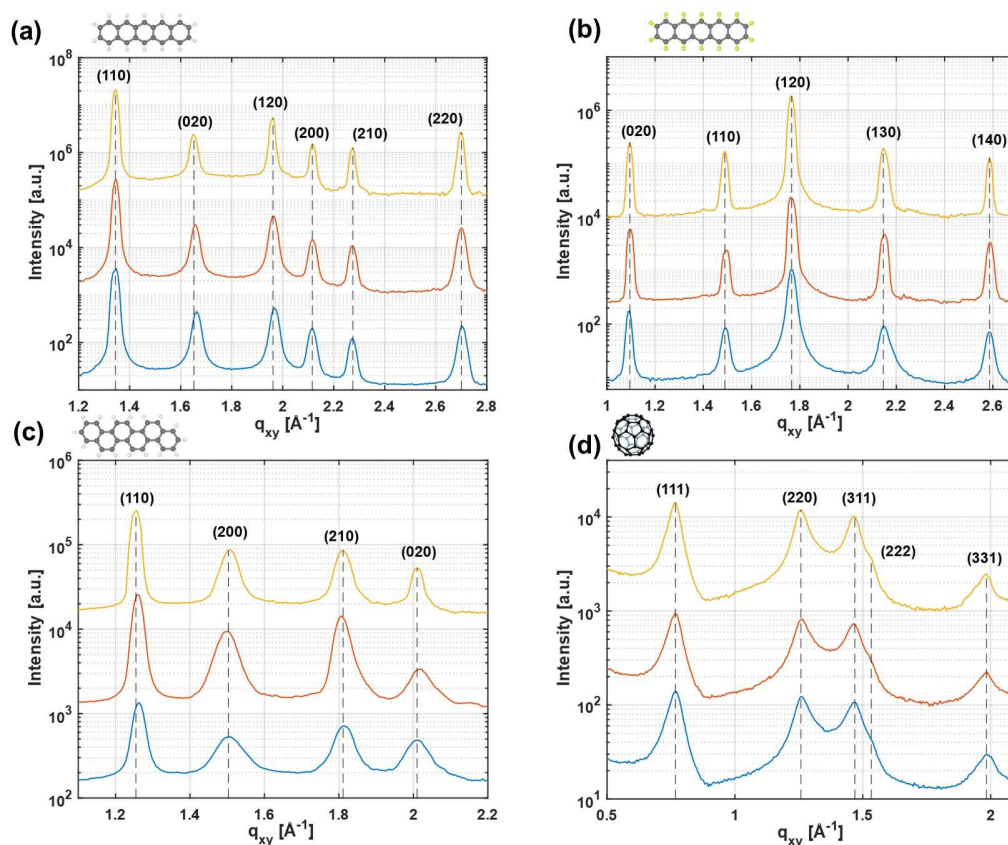 (a)
10^8
10^6
10^4
10^2
Intensity [a.u.]
(110)
(020)
(120)
(200)
(210)
(220)
1.2 1.4 1.6 1.8 2 2.2 2.4 2.6 2.8
q_xy [Å^-1]
(b)
10^6
10^4
10^2
Intensity [a.u.]
(020)
(110)
(120)
(130)
(140)
1 1.2 1.4 1.6 1.8 2 2.2 2.4 2.6
q_xy [Å^-1]
(c)
10^6
10^5
10^4
10^3
10^2
Intensity [a.u.]
(110)
(200)
(210)
(020)
1.2 1.4 1.6 1.8 2 2.2
q_xy [Å^-1]
(d)
10^4
10^3
10^2
10^1
Intensity [a.u.]
(111)
(220)
(311)
(222)
(331)
0.5 1 1.5 2
q_xy [Å^-1]